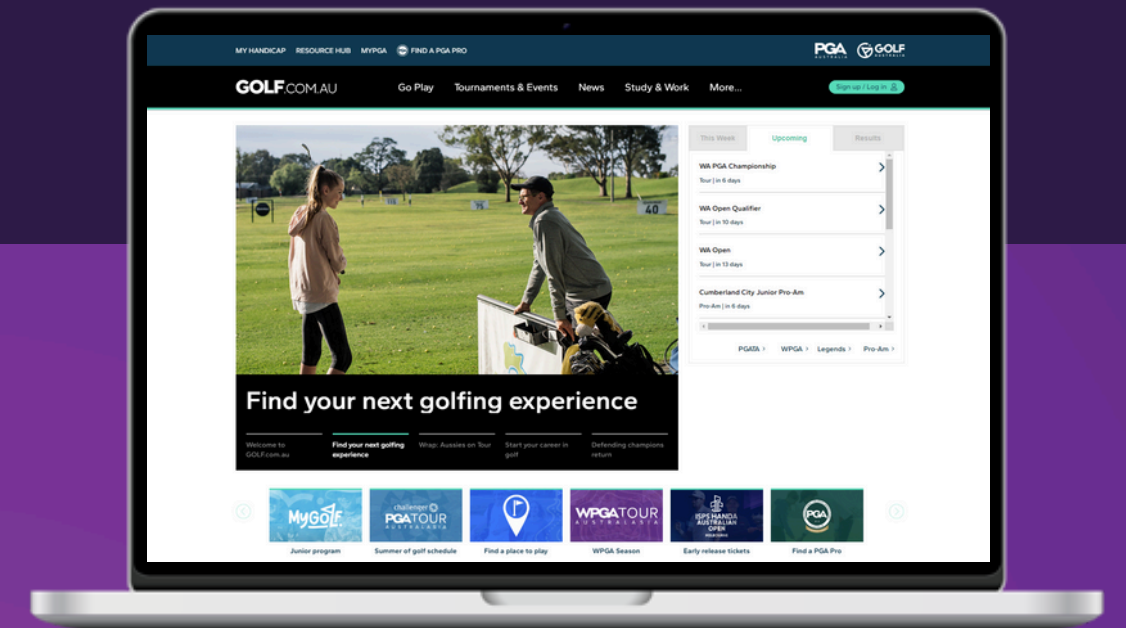 MY HANDICAP RESOURCE HUB MYPGA FIND A PGA PRO
PGA
AUSTRALIA
GOLF
AUSTRALIA
GOLF.COM.AU
Go Play Tournaments & Events News Study & Work More...
Sign up / Log in
This Week Upcoming Results
WA PGA Championship
Tour | in 6 days
WA Open Qualifier
Tour | in 10 days
WA Open
Tour | in 13 days
Cumberland City Junior Pro-Am
Pro-Am | in 6 days
PGATA WPGA Legends Pro-Am
75
40
Find your next golfing experience
Welcome to
GOLF.com.au
Find your next golfing
experience
Wrap: Aussies on Tour
Start your career in
golf
Defending champions
return
MYGOLF
challenger
PGATOUR
AUSTRALASIA
WPGATOUR
AUSTRALASIA
ISPS HANDA
AUSTRALIAN
OPEN
PGA
Junior program
Summer of golf schedule
Find a place to play
WPGA Season
Early release tickets
Find a PGA Pro